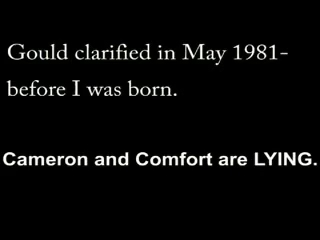 Gould clarified in May 1981-
before I was born.
Cameron and Comfort are LYING.